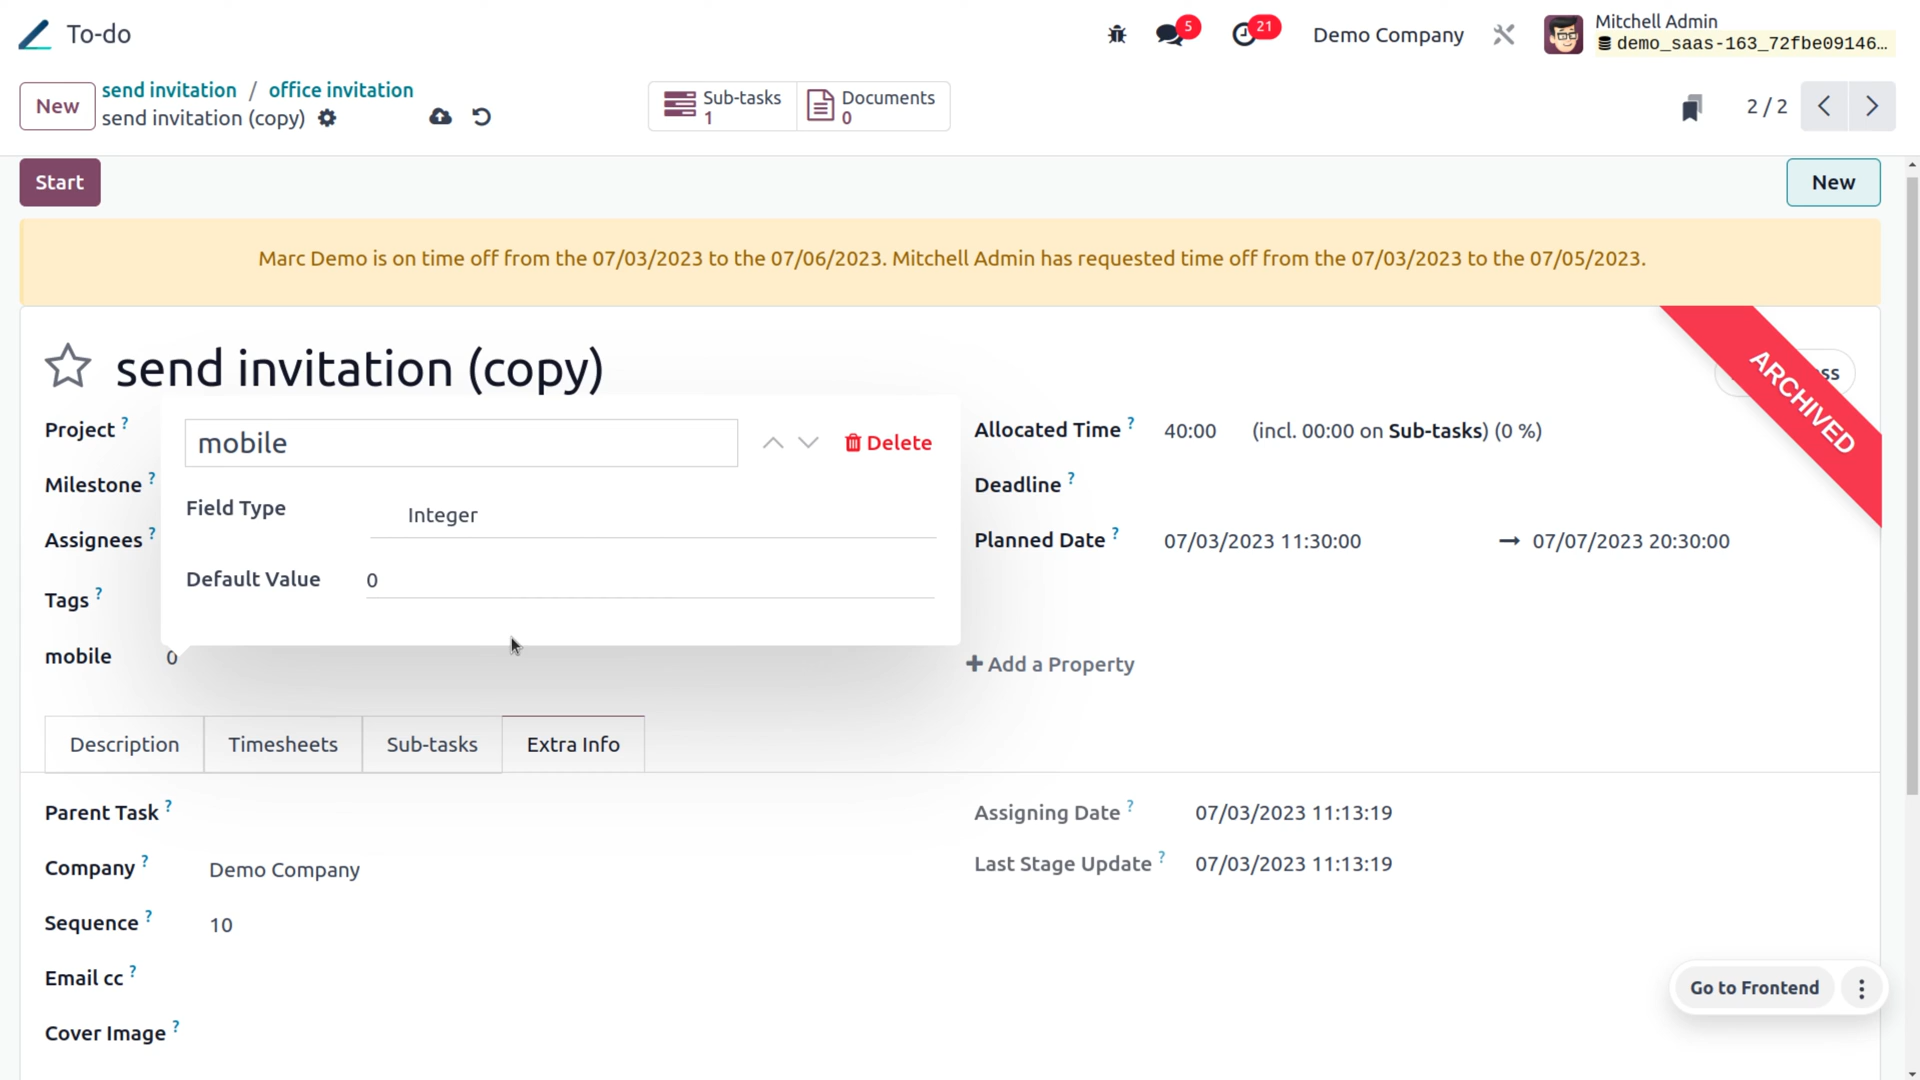 To-do
5
21
Demo Company
Mitchell Admin
demo_saas-163_72fbe09146...
New
send invitation / office invitation
send invitation (copy)
Sub-tasks
1
Documents
0
2 / 2
Start
New
Marc Demo is on time off from the 07/03/2023 to the 07/06/2023. Mitchell Admin has requested time off from the 07/03/2023 to the 07/05/2023.
ARCHIVED
send invitation (copy)
Project ?
Milestone ?
Assignees ?
Tags ?
mobile 0
mobile
Delete
Field Type Integer
Default Value 0
Allocated Time ? 40:00 (incl. 00:00 on Sub-tasks) (0 %)
Deadline ?
Planned Date ? 07/03/2023 11:30:00 → 07/07/2023 20:30:00
+ Add a Property
Description
Timesheets
Sub-tasks
Extra Info
Parent Task ?
Company ? Demo Company
Sequence ? 10
Email cc ?
Cover Image ?
Assigning Date ? 07/03/2023 11:13:19
Last Stage Update ? 07/03/2023 11:13:19
Go to Frontend